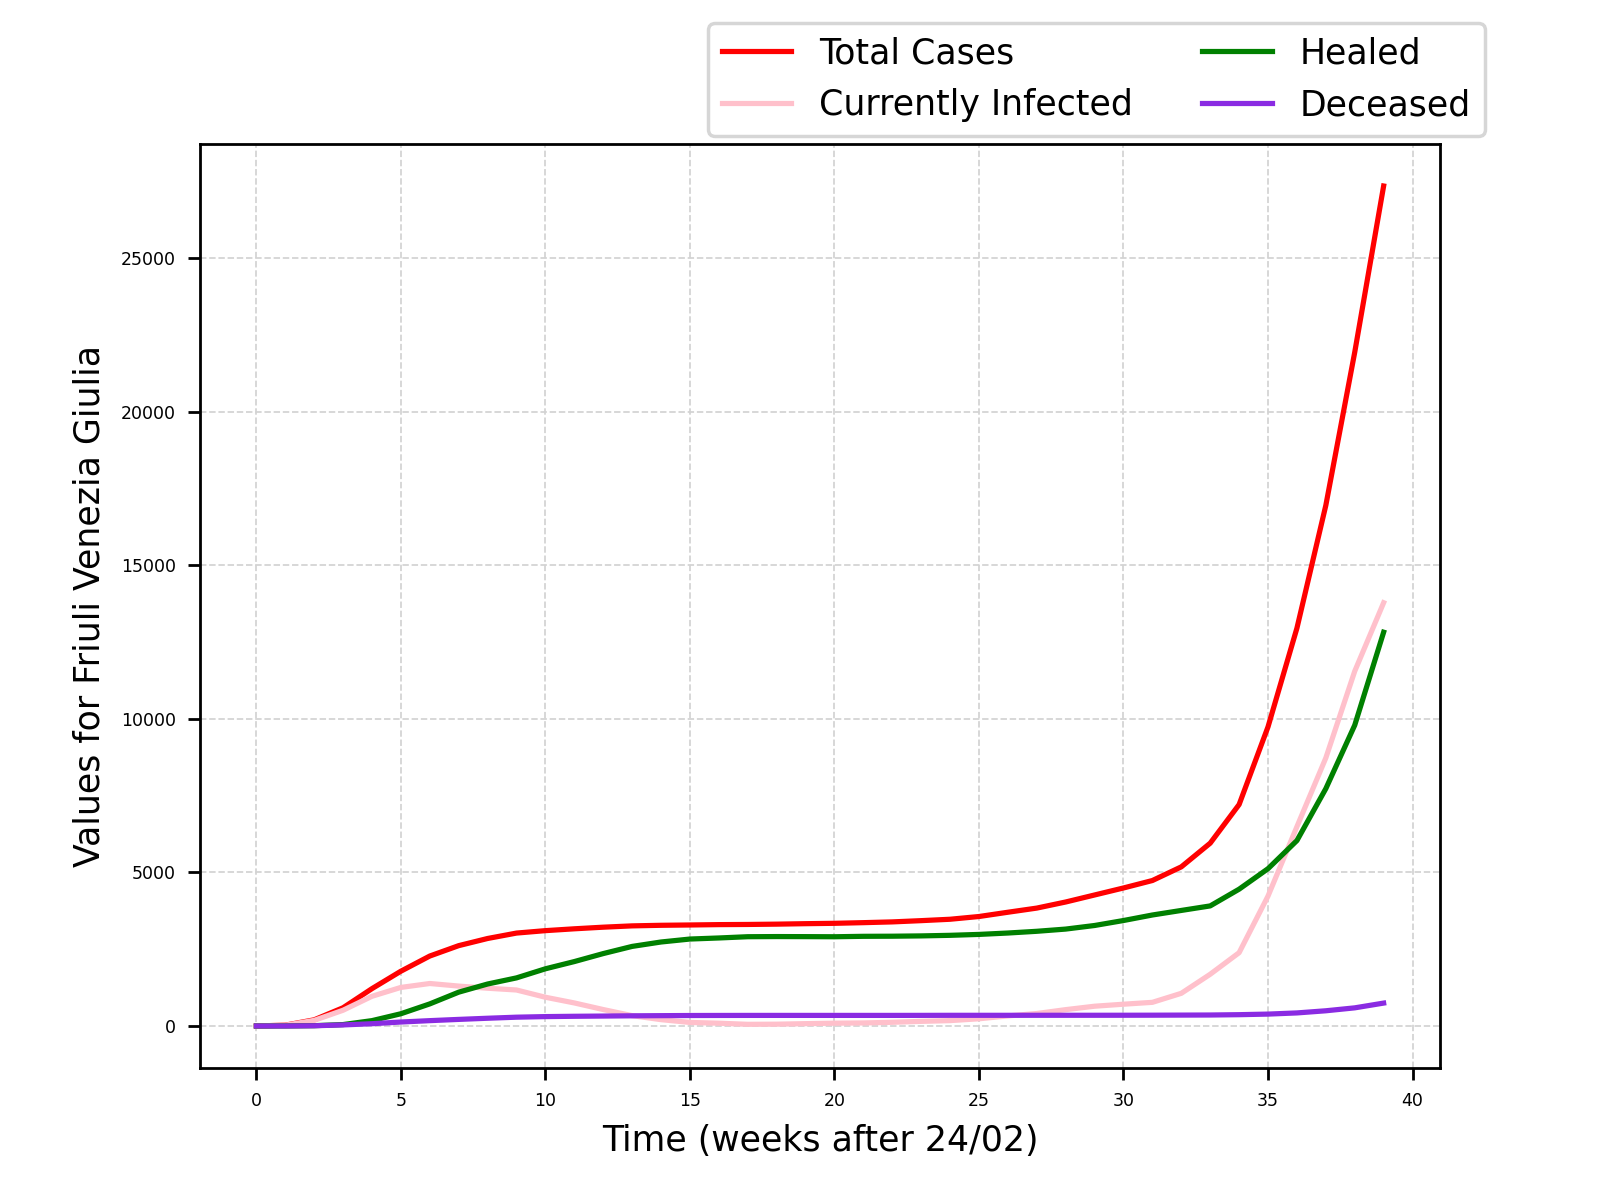 Total Cases
Currently Infected
Healed
Deceased
Values for Friuli Venezia Giulia
25000
20000
15000
10000
5000
0
0 5 10 15 20 25 30 35 40
Time (weeks after 24/02)